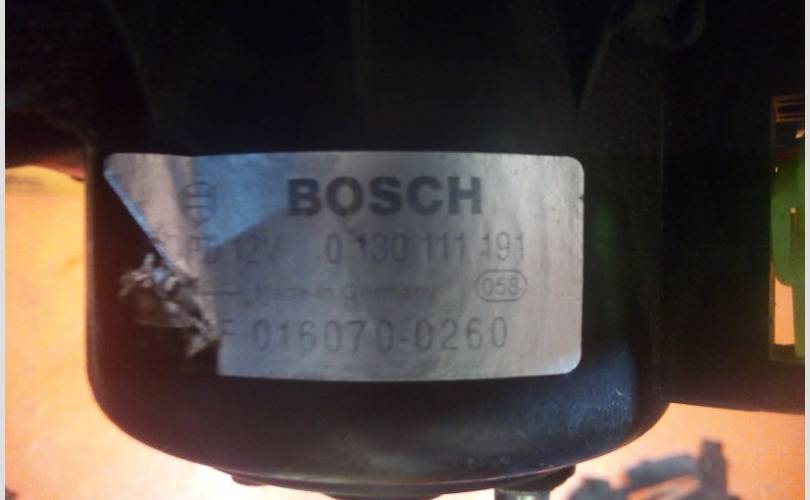 BOSCH
12V 0 130 111 191
Made in Germany 058
F 016070-0260